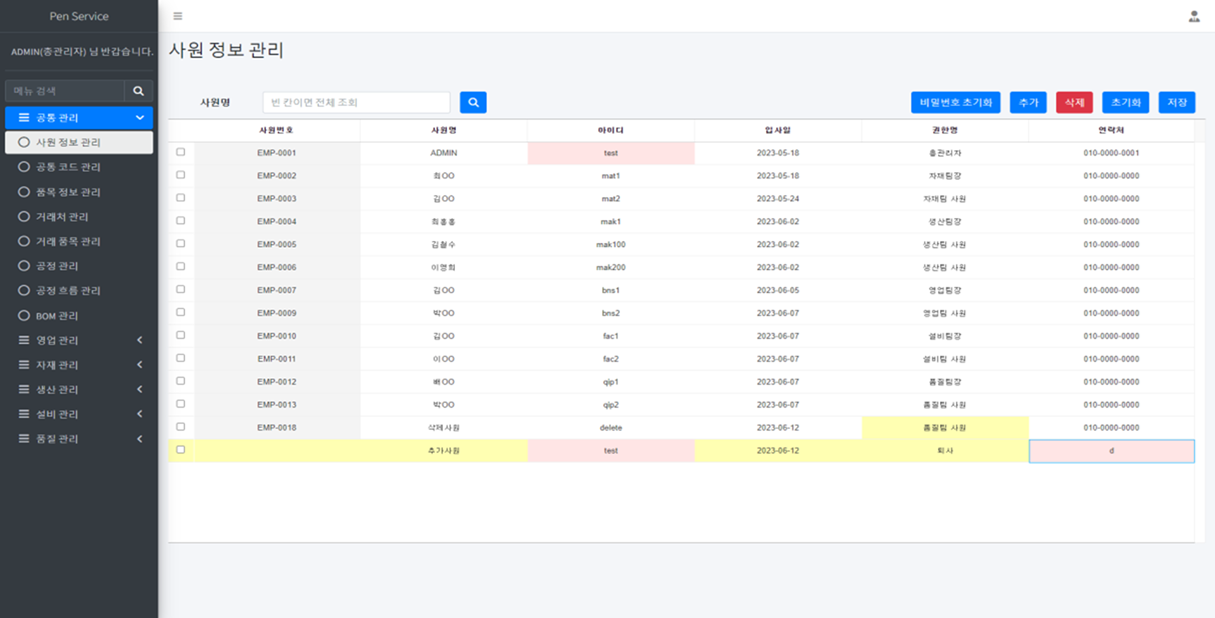 Pen Service
ADMIN(총관리자) 님 반갑습니다.
사원 정보 관리
메뉴 검색
공통 관리
사원 정보 관리
공통 코드 관리
품목 정보 관리
거래처 관리
거래 품목 관리
공정 관리
공정 흐름 관리
BOM 관리
영업 관리
자재 관리
생산 관리
설비 관리
품질 관리
사원명 빈 칸이면 전체 조회 비밀번호 초기화 추가 삭제 초기화 저장
사원번호 사원명 아이디 입사일 권한명 연락처
EMP-0001 ADMIN test 2023-05-18 총관리자 010-0000-0001
EMP-0002 최OO mat1 2023-05-18 자재팀장 010-0000-0000
EMP-0003 김OO mat2 2023-05-24 자재팀 사원 010-0000-0000
EMP-0004 최홍홍 mak1 2023-06-02 생산팀장 010-0000-0000
EMP-0005 김철수 mak100 2023-06-02 생산팀 사원 010-0000-0000
EMP-0006 이영희 mak200 2023-06-02 생산팀 사원 010-0000-0000
EMP-0007 김OO bns1 2023-06-05 영업팀장 010-0000-0000
EMP-0009 박OO bns2 2023-06-07 영업팀 사원 010-0000-0000
EMP-0010 김OO fac1 2023-06-07 설비팀장 010-0000-0000
EMP-0011 이OO fac2 2023-06-07 설비팀 사원 010-0000-0000
EMP-0012 배OO qip1 2023-06-07 품질팀장 010-0000-0000
EMP-0013 박OO qip2 2023-06-07 품질팀 사원 010-0000-0000
EMP-0018 삭제사원 delete 2023-06-12 품질팀 사원 010-0000-0000
추가사원 test 2023-06-12 퇴사 d